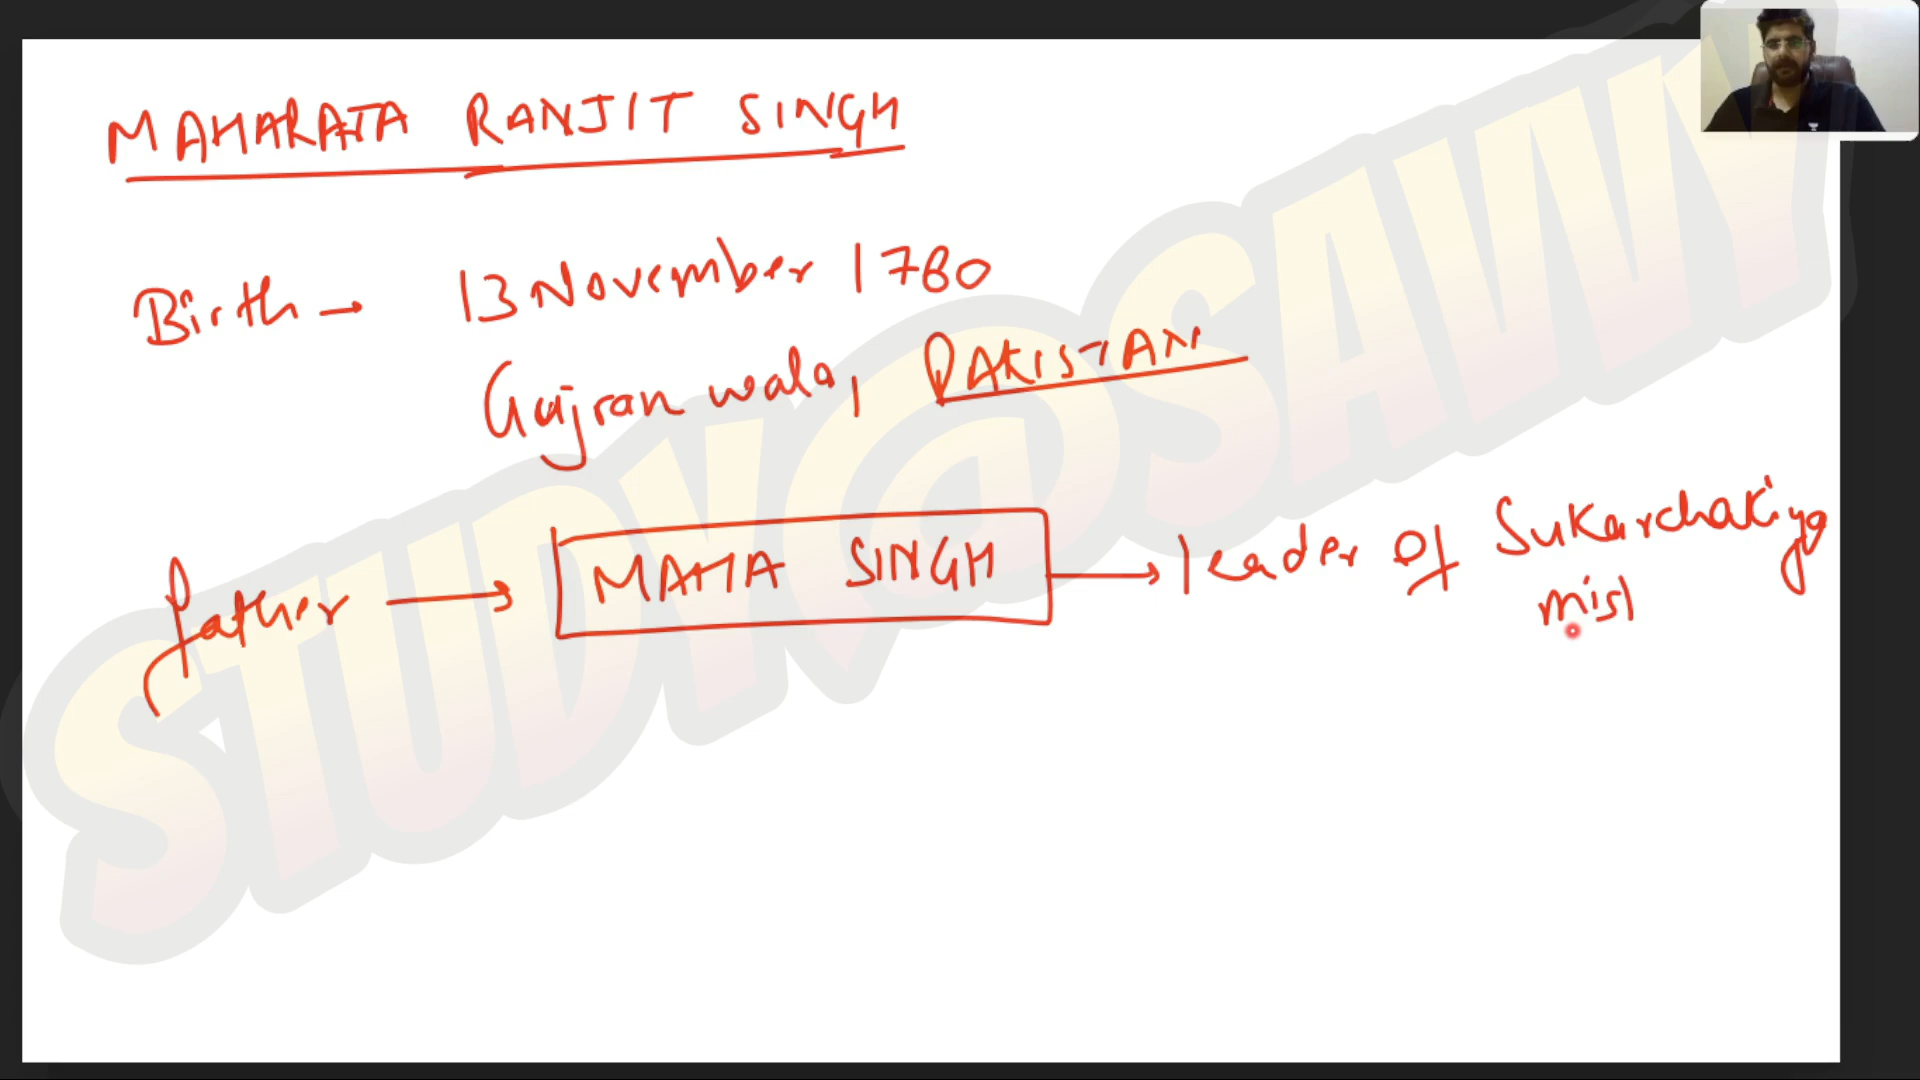 MAHARAJA RANJIT SINGH
Birth → 13 November 1780
Gujranwala, PAKISTAN
father → MAHA SINGH → leader of Sukarchakiya
misl
STUDY@SAVVY